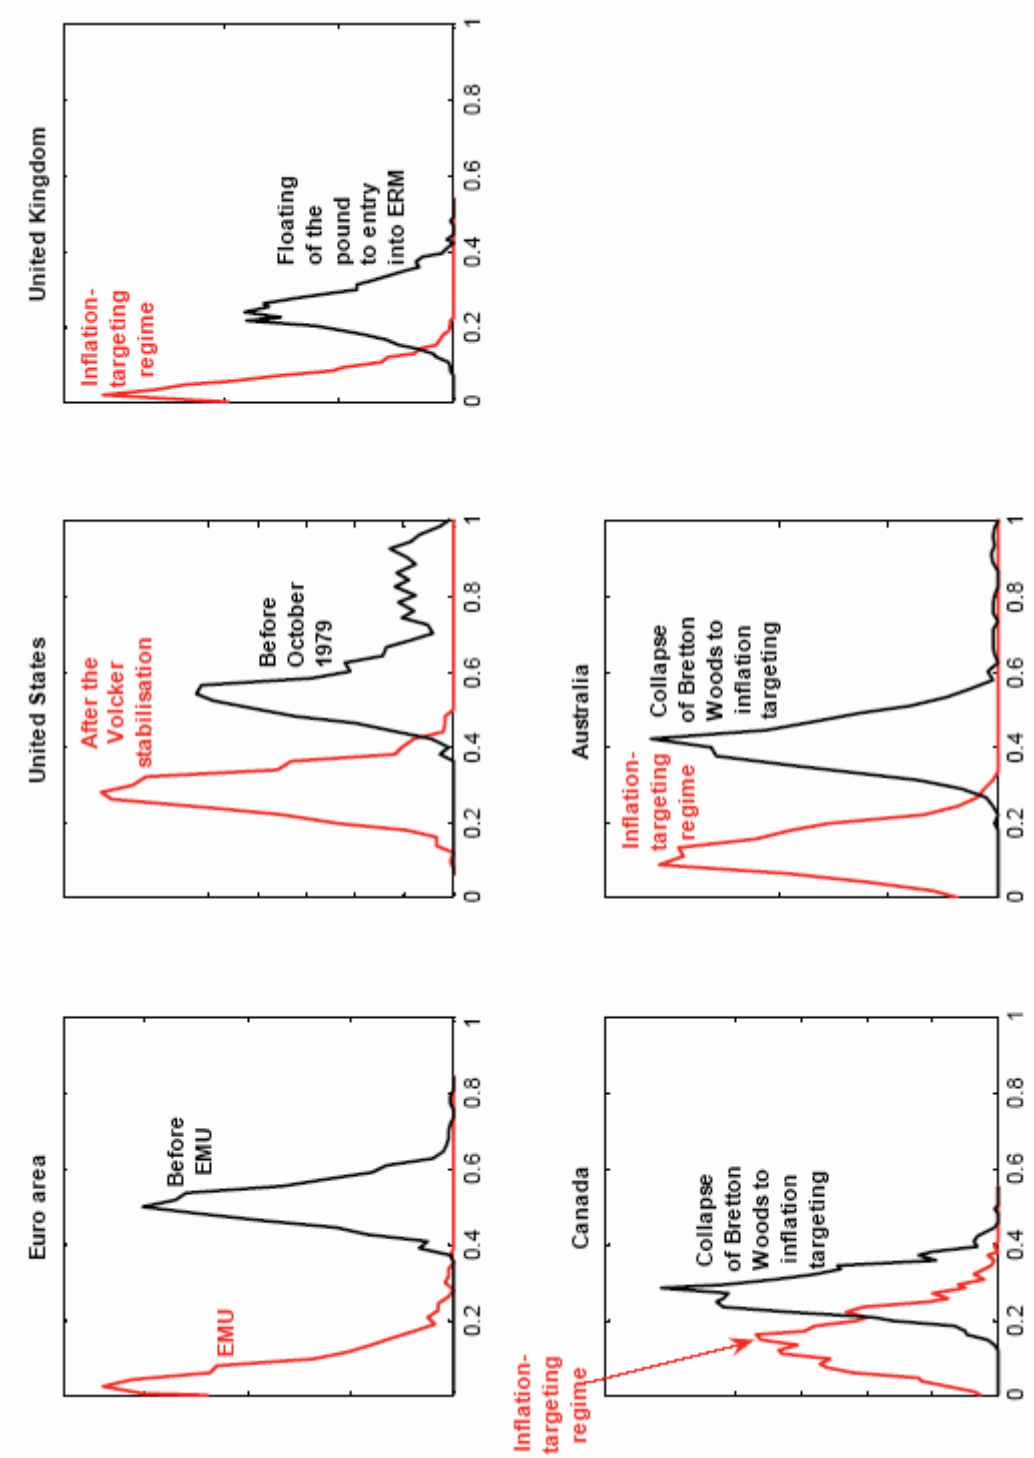 Euro area
EMU
Before
EMU
0
0.2
0.4
0.6
0.8
1
United States
After the
Volcker
stabilisation
Before
October
1979
0
0.2
0.4
0.6
0.8
1
United Kingdom
Inflation-
targeting
regime
Floating
of the
pound
to entry
into ERM
0
0.2
0.4
0.6
0.8
1
Canada
Inflation-
targeting
regime
Collapse
of Bretton
Woods to
inflation
targeting
0
0.2
0.4
0.6
0.8
1
Australia
Inflation-
targeting
regime
Collapse
of Bretton
Woods to
inflation
targeting
0
0.2
0.4
0.6
0.8
1